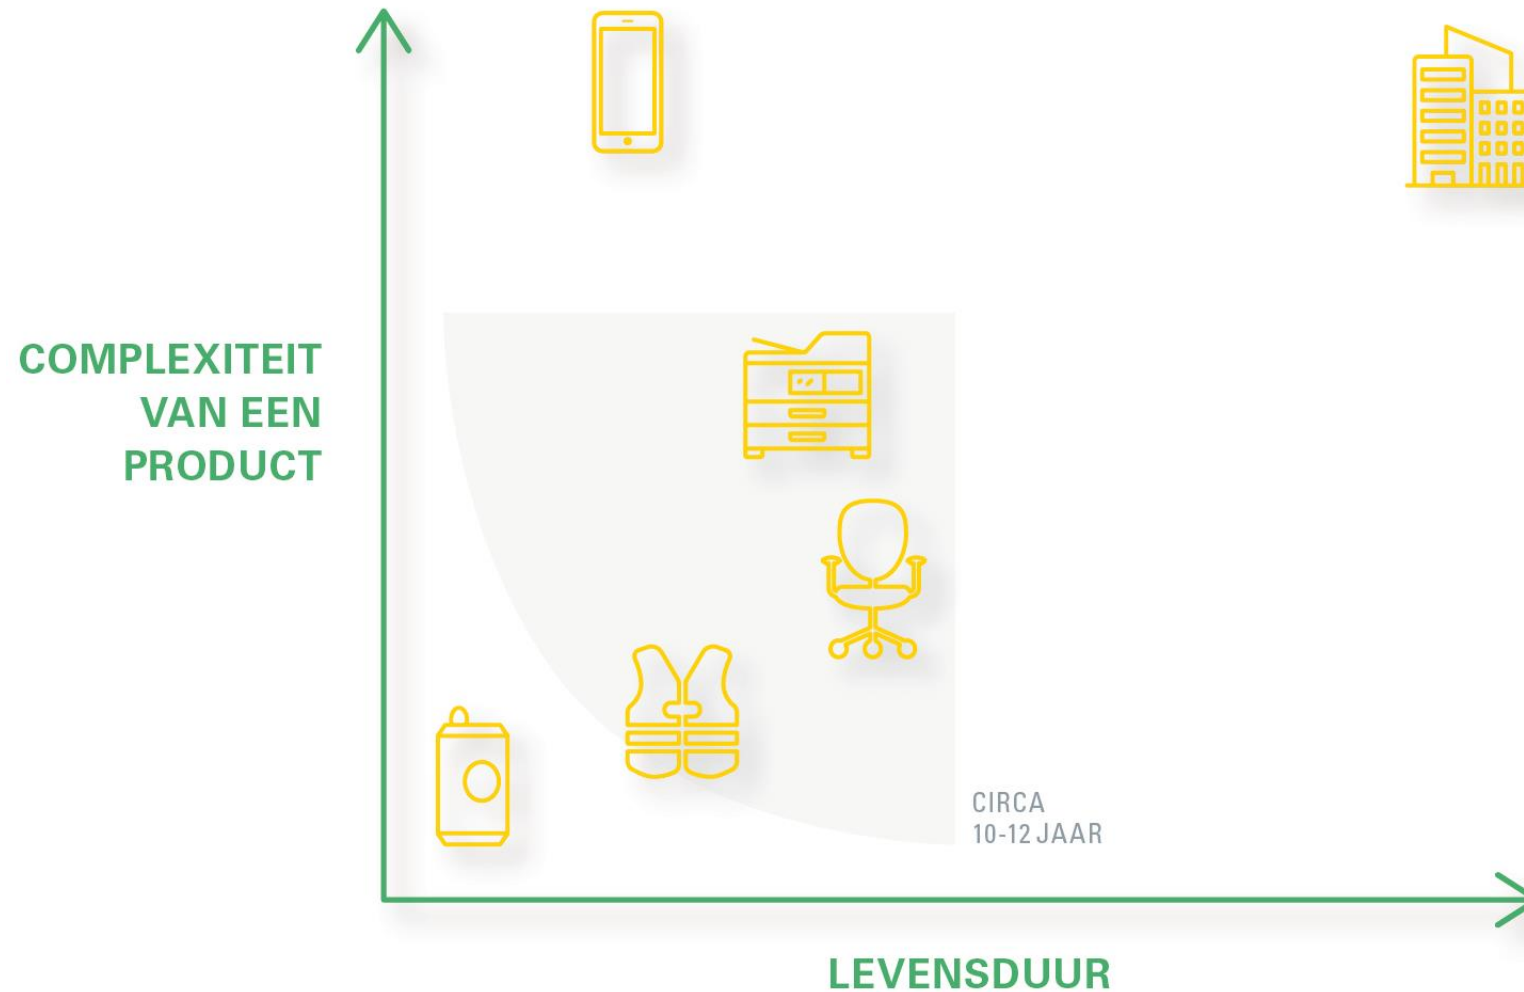 COMPLEXITEIT
VAN EEN
PRODUCT
CIRCA
10-12 JAAR
LEVENSDUUR